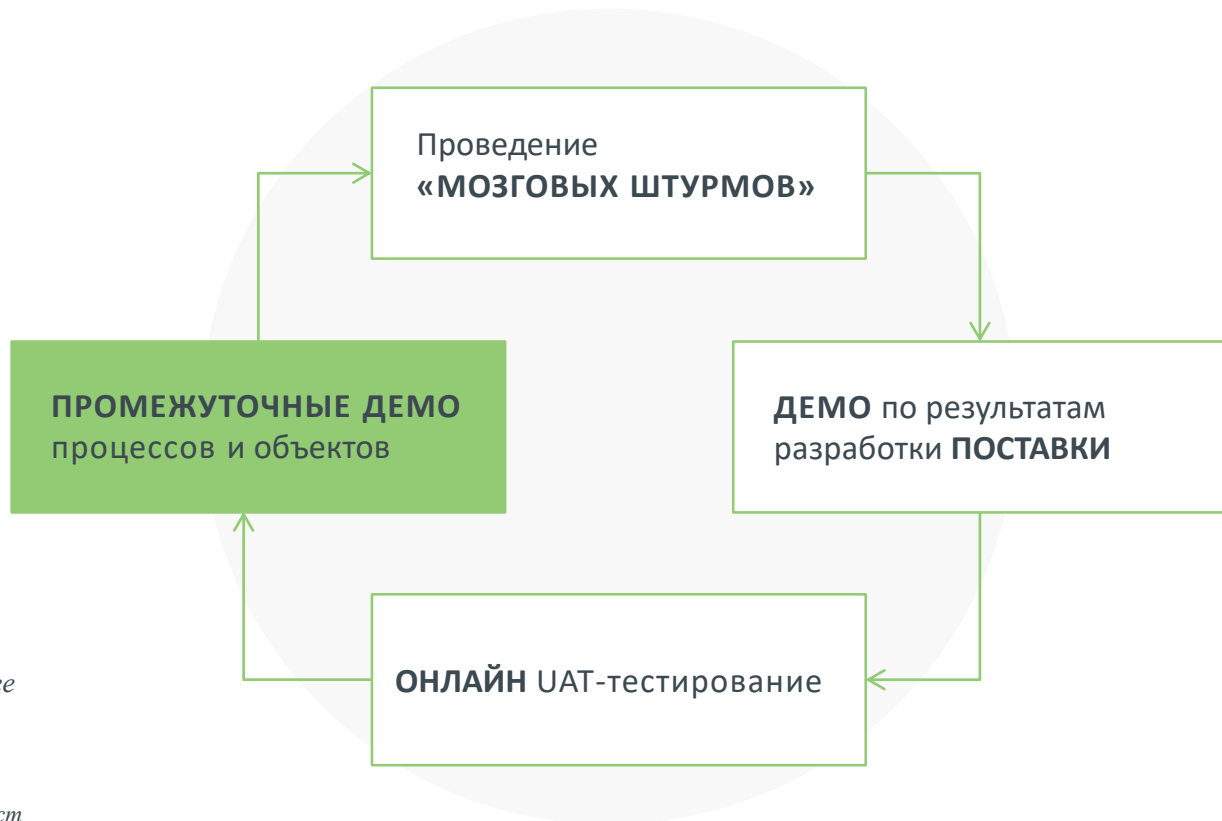 Проведение
«МОЗГОВЫХ ШТУРМОВ»
ПРОМЕЖУТОЧНЫЕ ДЕМО
процессов и объектов
ДЕМО по результатам
разработки ПОСТАВКИ
ОНЛАЙН UAT-тестирование